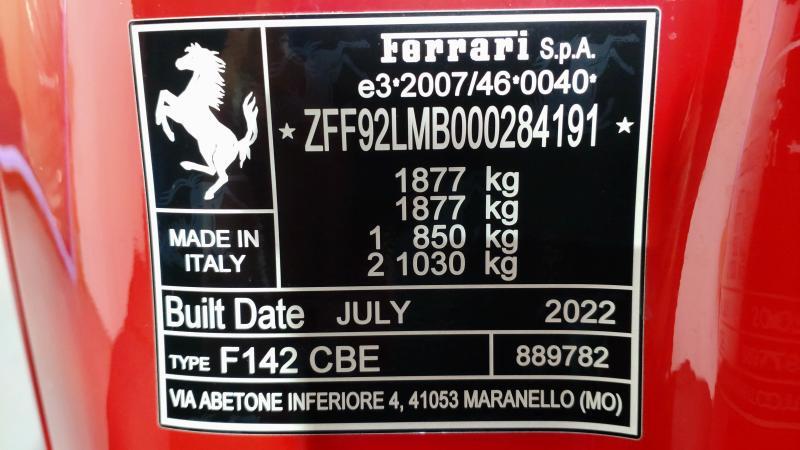 Ferrari S.p.A.
e3*2007/46*0040*
★ ZFF92LMB000284191 ★
1877 kg
1877 kg
1 850 kg
2 1030 kg
MADE IN
ITALY
Built Date JULY 2022
TYPE F142 CBE 889782
VIA ABETONE INFERIORE 4, 41053 MARANELLO (MO)